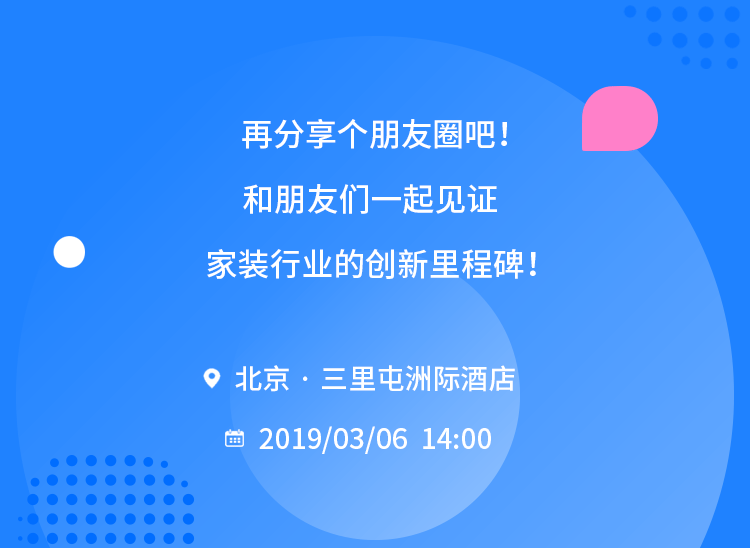 再分享个朋友圈吧!
和朋友们一起见证
家装行业的创新里程碑!
北京 · 三里屯洲际酒店
2019/03/06 14:00